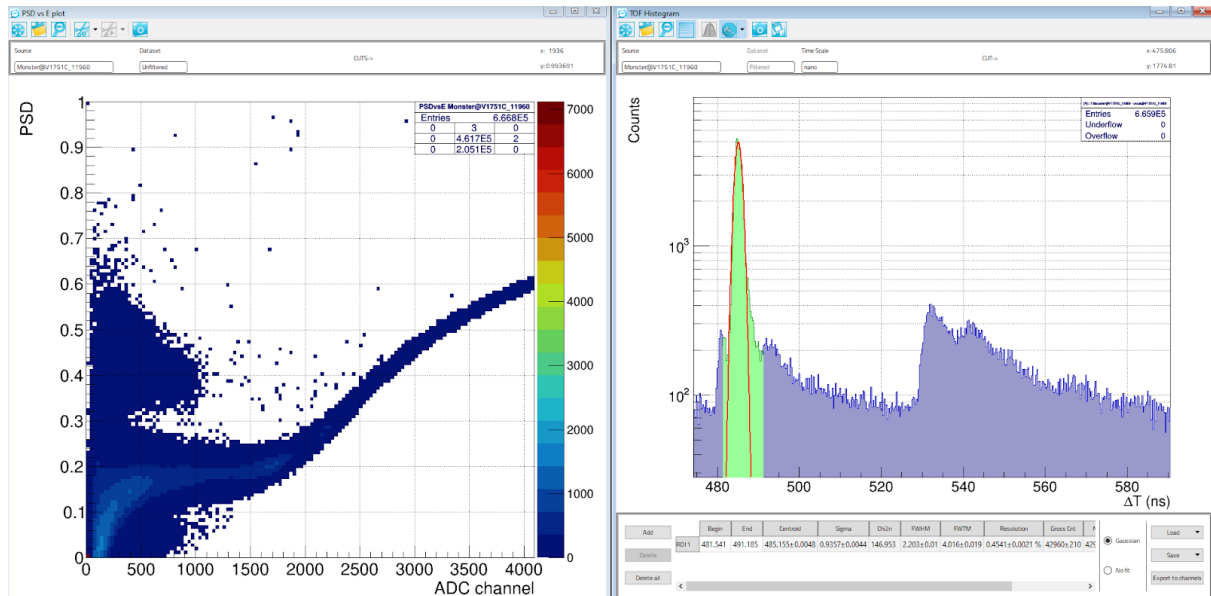 PSD vs E plot
Source
Dataset
Monster@V1751C_11960
Unfiltered
CUTS->
x: 1936
y:0.993691
PSD
1
0.9
0.8
0.7
0.6
0.5
0.4
0.3
0.2
0.1
0
0 500 1000 1500 2000 2500 3000 3500 4000
ADC channel
PSDvsE Monster@V1751C_11960
Entries 6.668E5
0 3 0
0 4.617E5 2
0 2.051E5 0
7000
6000
5000
4000
3000
2000
1000
0
TOF Histogram
Source
Dataset
Time Scale
Monster@V1751C_11960
Filtered
nano
CUT->
x:475.806
y:1774.81
Counts
10³
10²
480 500 520 540 560 580
ΔT (ns)
Entries 6.659E5
Underflow 0
Overflow 0
Add
Delete
Delete all
Begin End Centroid Sigma Chi2n FWHM FWTM Resolution Gross Cnt
ROI 1 481.541 491.185 485.155±0.0048 0.9357±0.0044 146.953 2.203±0.01 4.016±0.019 0.4541±0.0021 % 42960±210 429
Gaussian
No fit
Load
Save
Export to channels